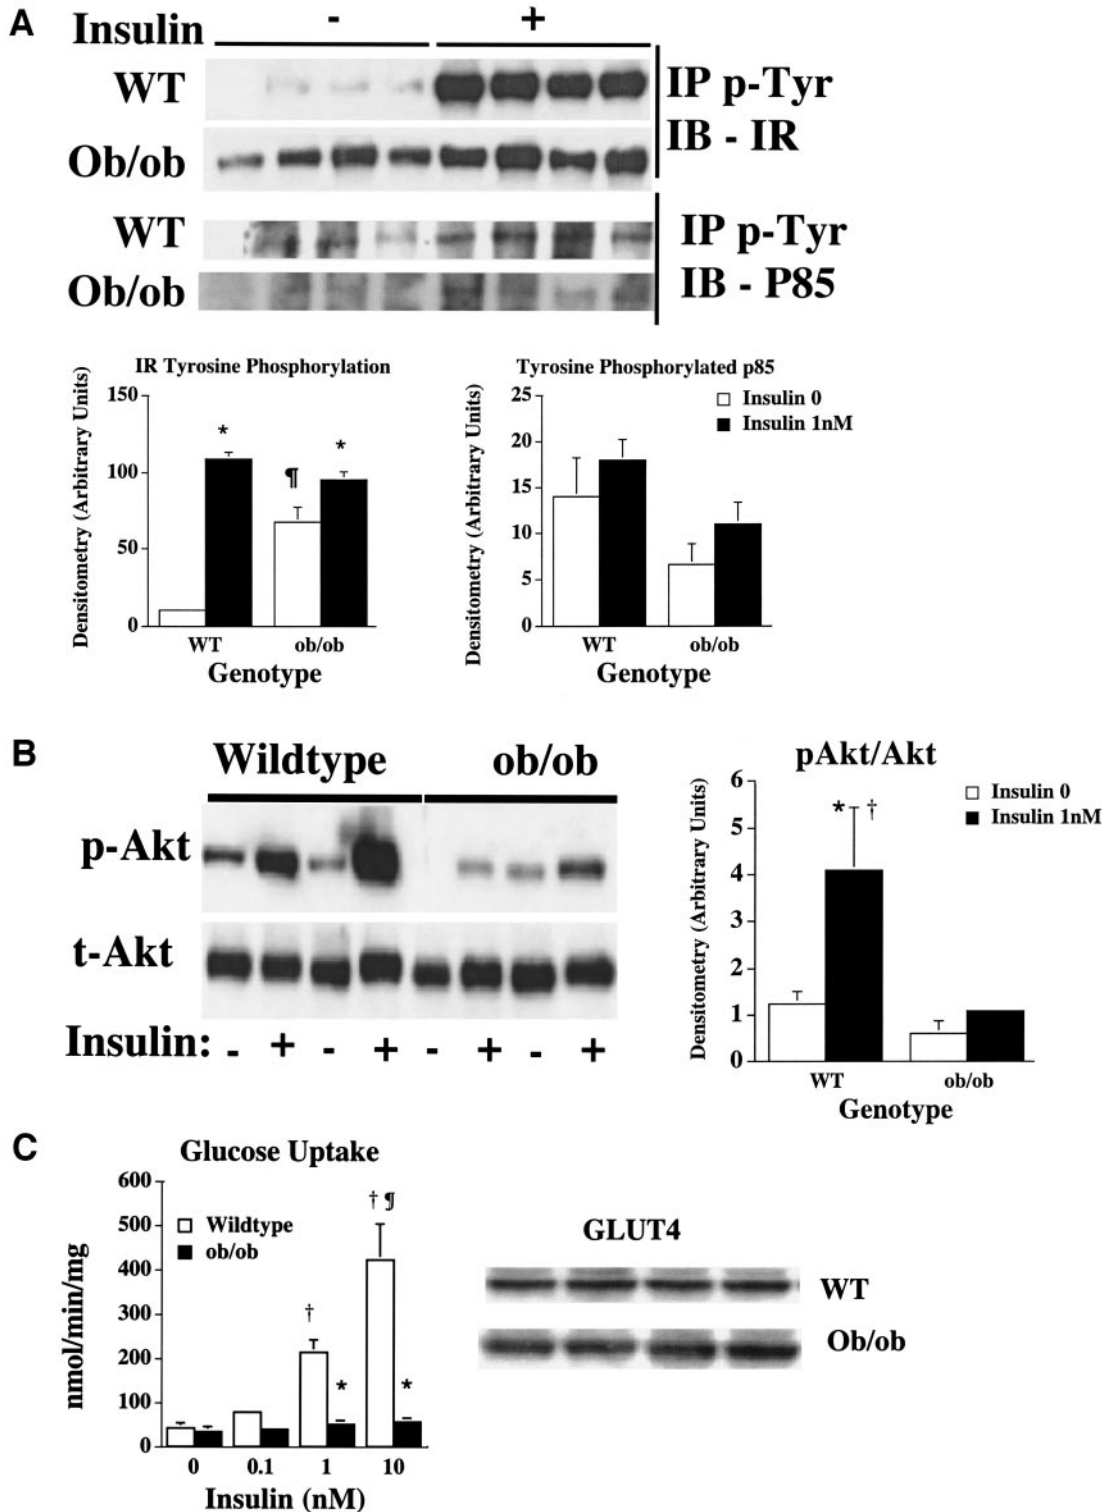 A
Insulin - +
WT
IP p-Tyr
IB - IR
Ob/ob
WT
IP p-Tyr
IB - P85
Ob/ob
IR Tyrosine Phosphorylation
Densitometry (Arbitrary Units)
150
100
50
0
*
¶
*
WT ob/ob
Genotype
Tyrosine Phosphorylated p85
Densitometry (Arbitrary Units)
25
20
15
10
5
0
Insulin 0
Insulin 1nM
WT ob/ob
Genotype
B
Wildtype ob/ob
p-Akt
t-Akt
Insulin: - + - + - + - +
pAkt/Akt
Densitometry (Arbitrary Units)
6
5
4
3
2
1
0
* †
Insulin 0
Insulin 1nM
WT ob/ob
Genotype
C
Glucose Uptake
nmol/min/mg
600
500
400
300
200
100
0
Wildtype
ob/ob
†
*
† ¶
*
0 0.1 1 10
Insulin (nM)
GLUT4
WT
Ob/ob